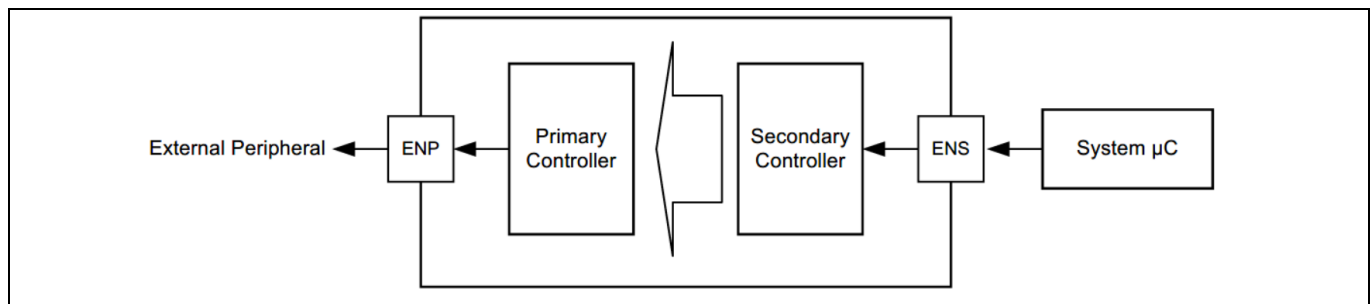 External Peripheral
ENP
Primary
Controller
Secondary
Controller
ENS
System µC